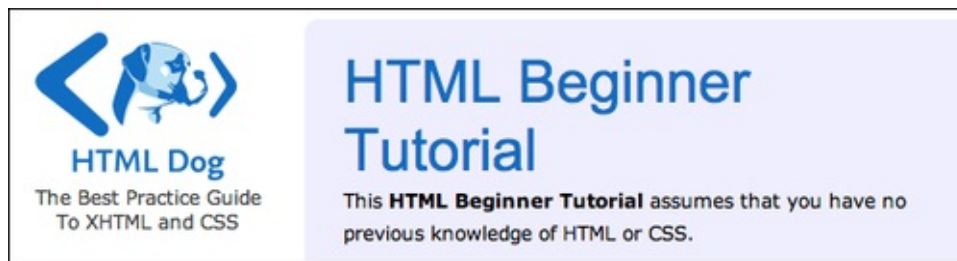 HTML Dog
The Best Practice Guide
To XHTML and CSS
HTML Beginner
Tutorial
This HTML Beginner Tutorial assumes that you have no
previous knowledge of HTML or CSS.